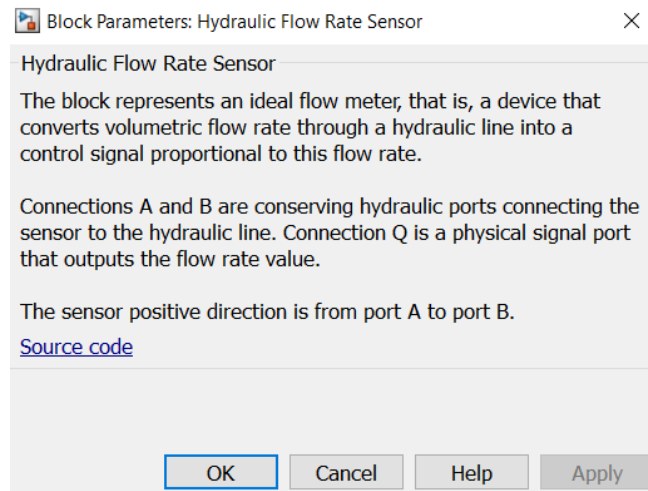 Block Parameters: Hydraulic Flow Rate Sensor
Hydraulic Flow Rate Sensor
The block represents an ideal flow meter, that is, a device that
converts volumetric flow rate through a hydraulic line into a
control signal proportional to this flow rate.
Connections A and B are conserving hydraulic ports connecting the
sensor to the hydraulic line. Connection Q is a physical signal port
that outputs the flow rate value.
The sensor positive direction is from port A to port B.
Source code
OK Cancel Help Apply